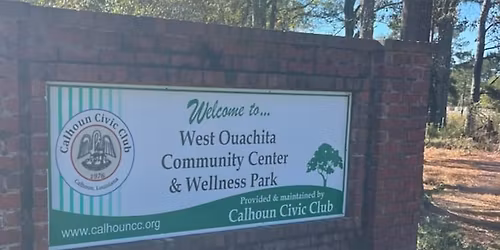 Welcome to...
West Ouachita
Community Center
& Wellness Park
Provided & maintained by
Calhoun Civic Club
Calhoun Civic Club
1976
Calhoun, Louisiana
www.calhouncc.org